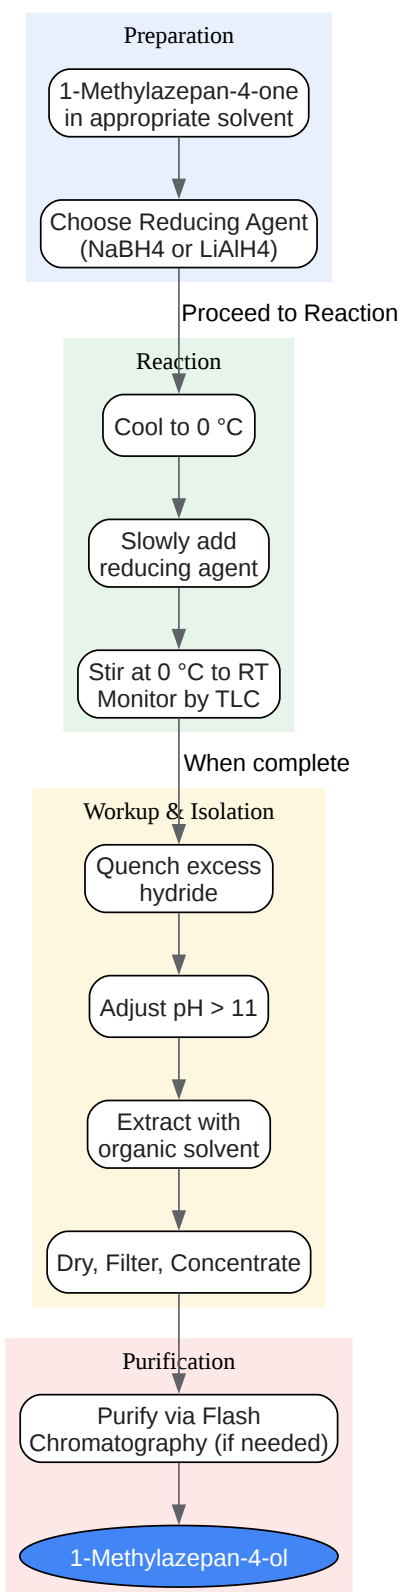 Preparation
1-Methylazepan-4-one
in appropriate solvent
Choose Reducing Agent
(NaBH4 or LiAlH4)
Proceed to Reaction
Reaction
Cool to 0 °C
Slowly add
reducing agent
Stir at 0 °C to RT
Monitor by TLC
When complete
Workup & Isolation
Quench excess
hydride
Adjust pH > 11
Extract with
organic solvent
Dry, Filter, Concentrate
Purification
Purify via Flash
Chromatography (if needed)
1-Methylazepan-4-ol